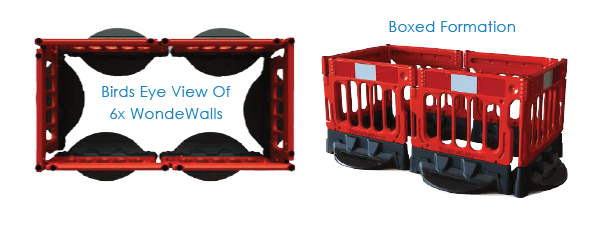 Birds Eye View Of
6x WondeWalls
Boxed Formation